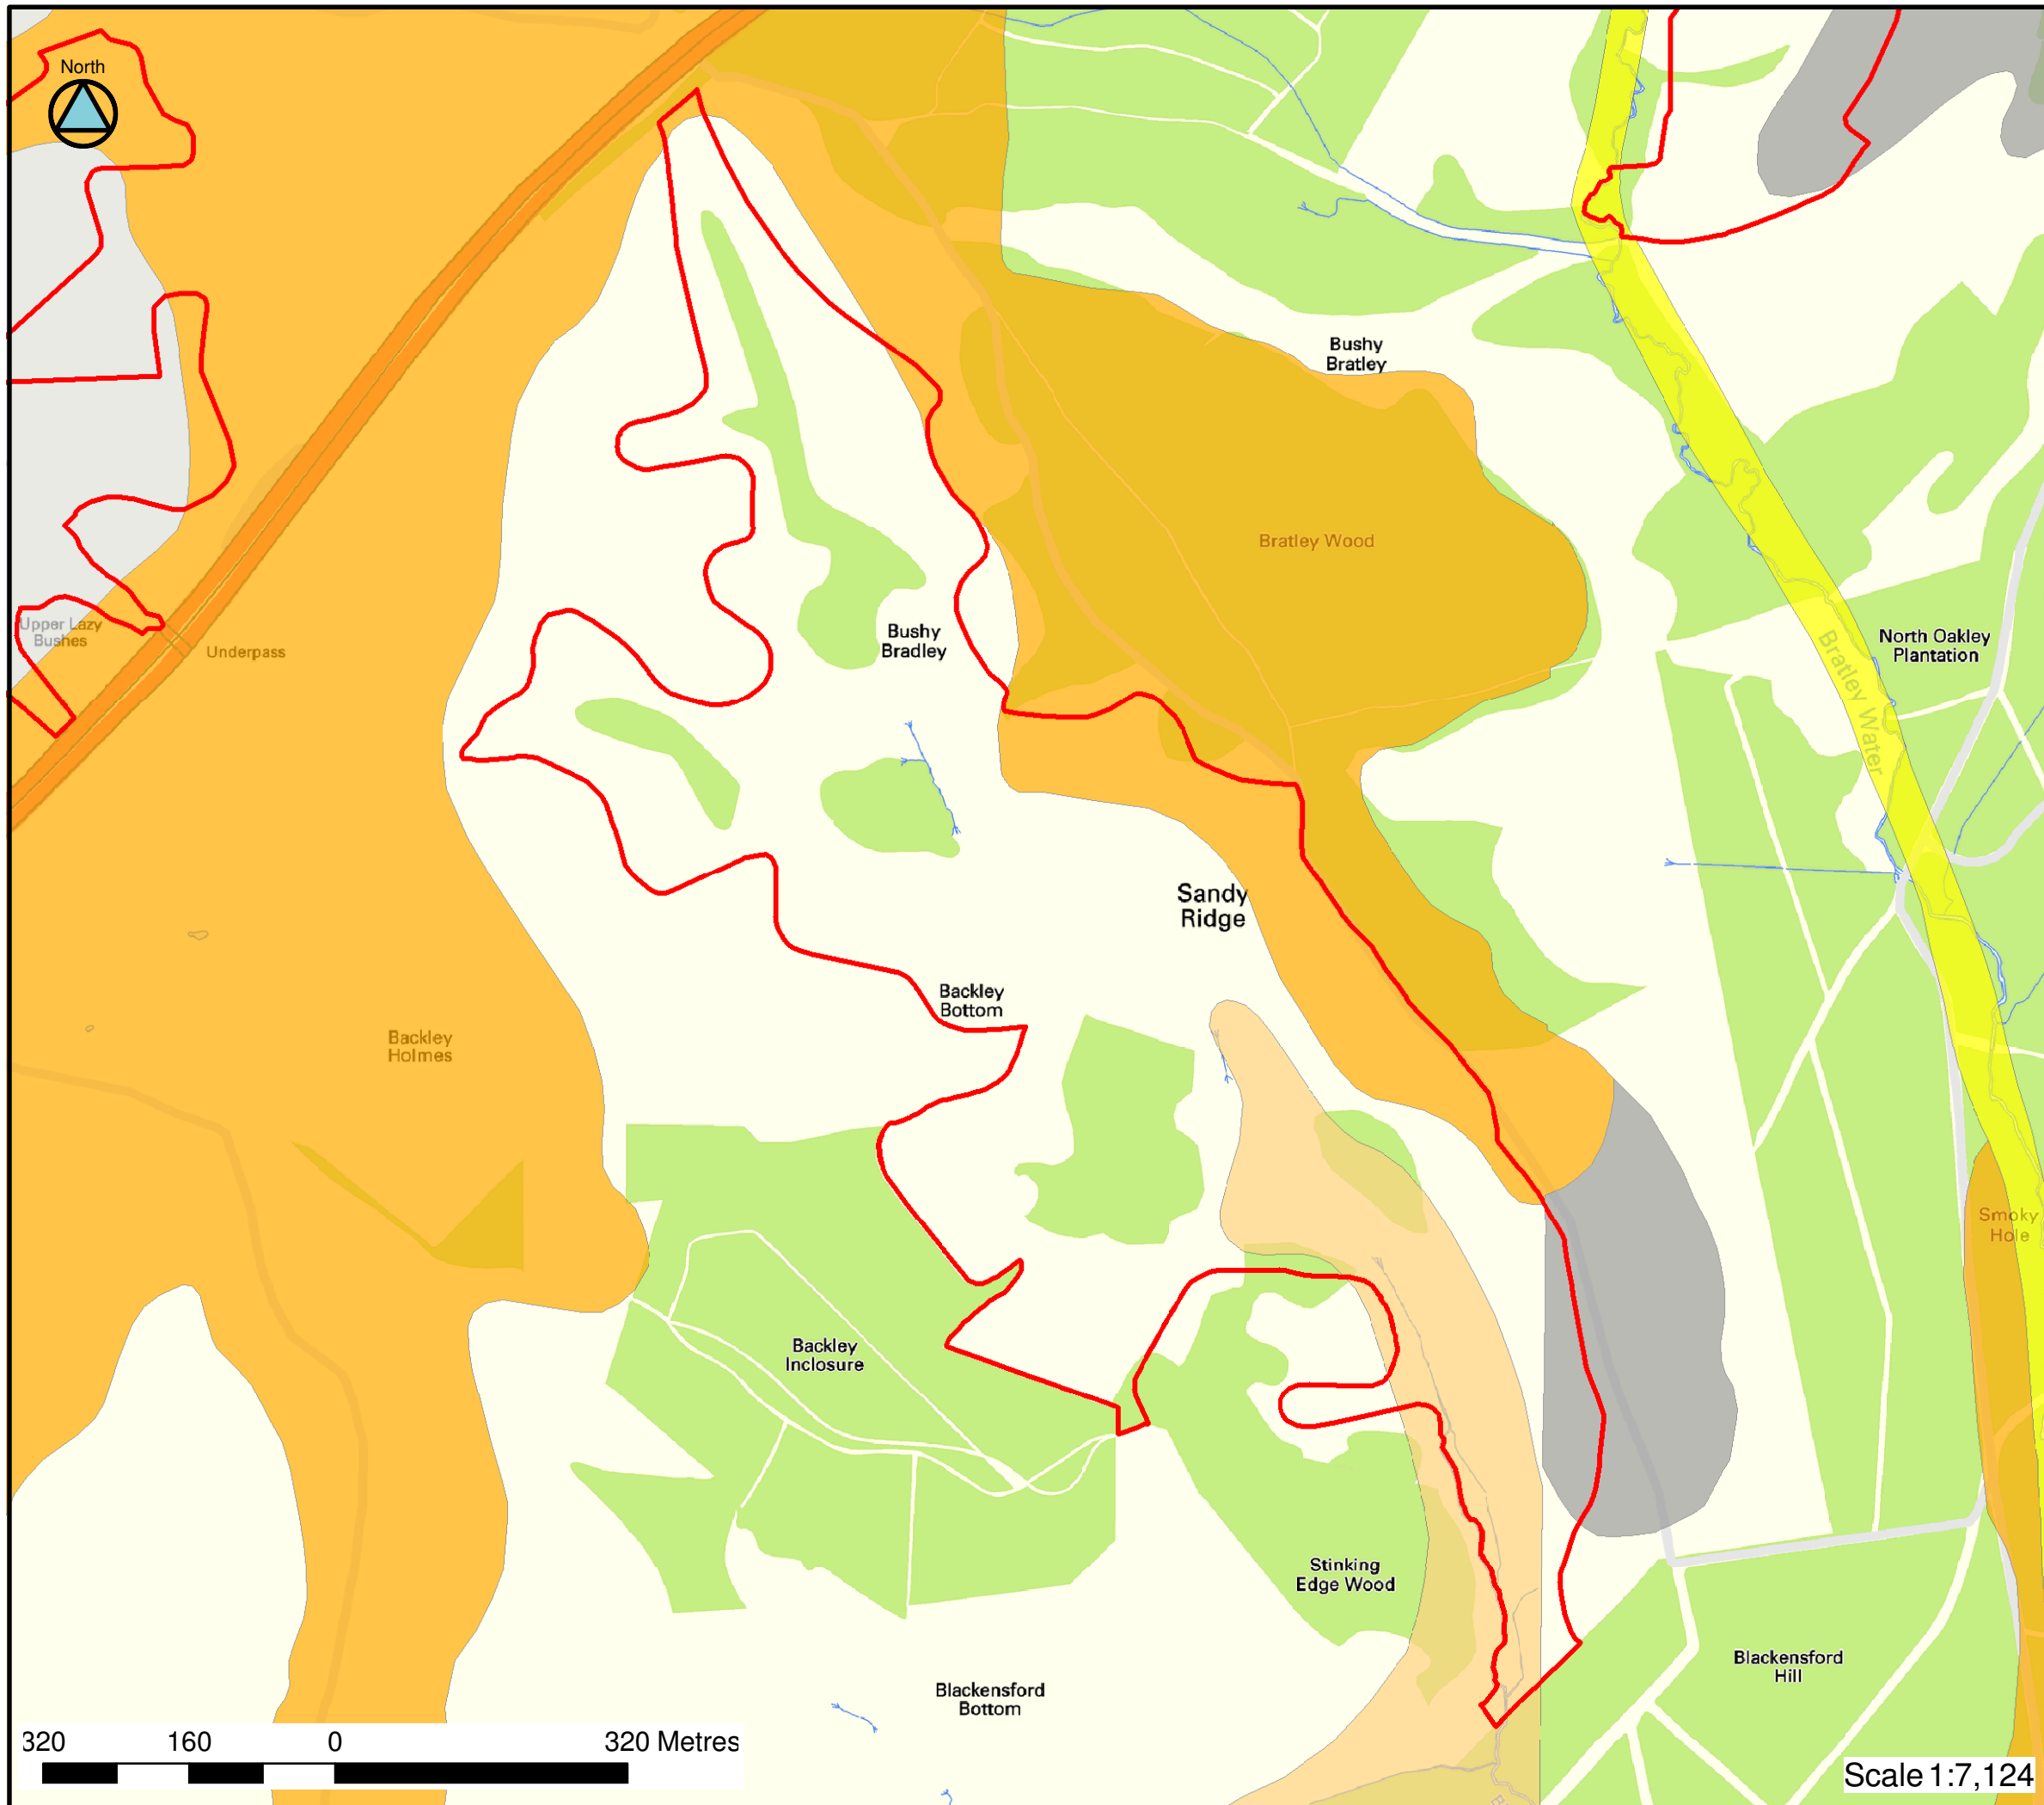 North
Bushy
Bratley
Bratley Wood
Upper Lazy
Bushes
Underpass
Bushy
Bradley
North Oakley
Plantation
Bratley Water
Sandy
Ridge
Backley
Bottom
Backley
Holmes
Smoky
Hole
Backley
Inclosure
Stinking
Edge Wood
Blackensford
Hill
Blackensford
Bottom
320 160 0 320 Metres
Scale 1:7,124